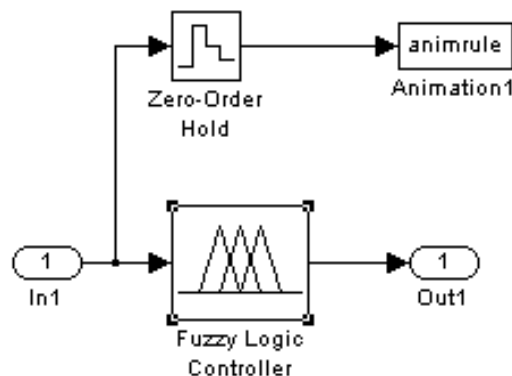 animrule
Zero-Order
Hold
Animation1
1
In1
Fuzzy Logic
Controller
1
Out1